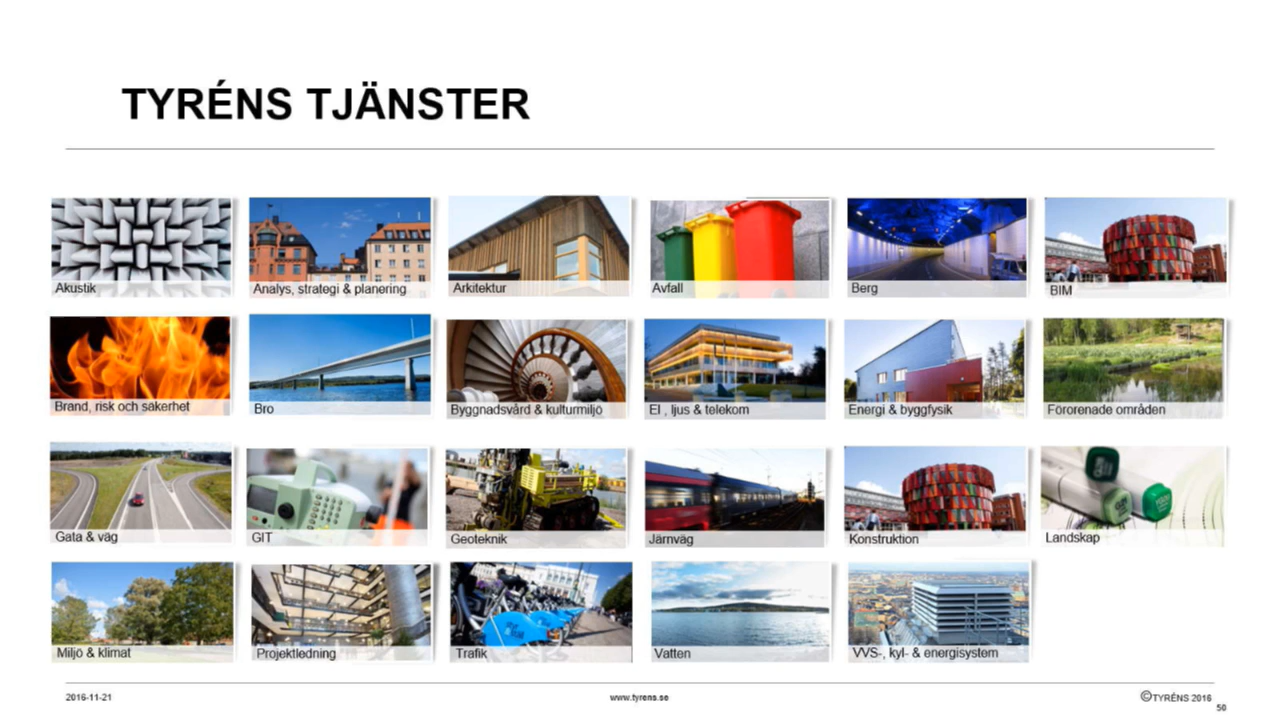 TYRÉNS TJÄNSTER
Akustik
Analys, strategi & planering
Arkitektur
Avfall
Berg
BIM
Brand, risk och säkerhet
Bro
Byggnadsvård & kulturmiljö
El , ljus & telekom
Energi & byggfysik
Förorenade områden
Gata & väg
GIT
Geoteknik
Järnväg
Konstruktion
Landskap
Miljö & klimat
Projektledning
Trafik
Vatten
VVS-, kyl- & energisystem
2016-11-21
www.tyrens.se
©TYRÉNS 2016
50